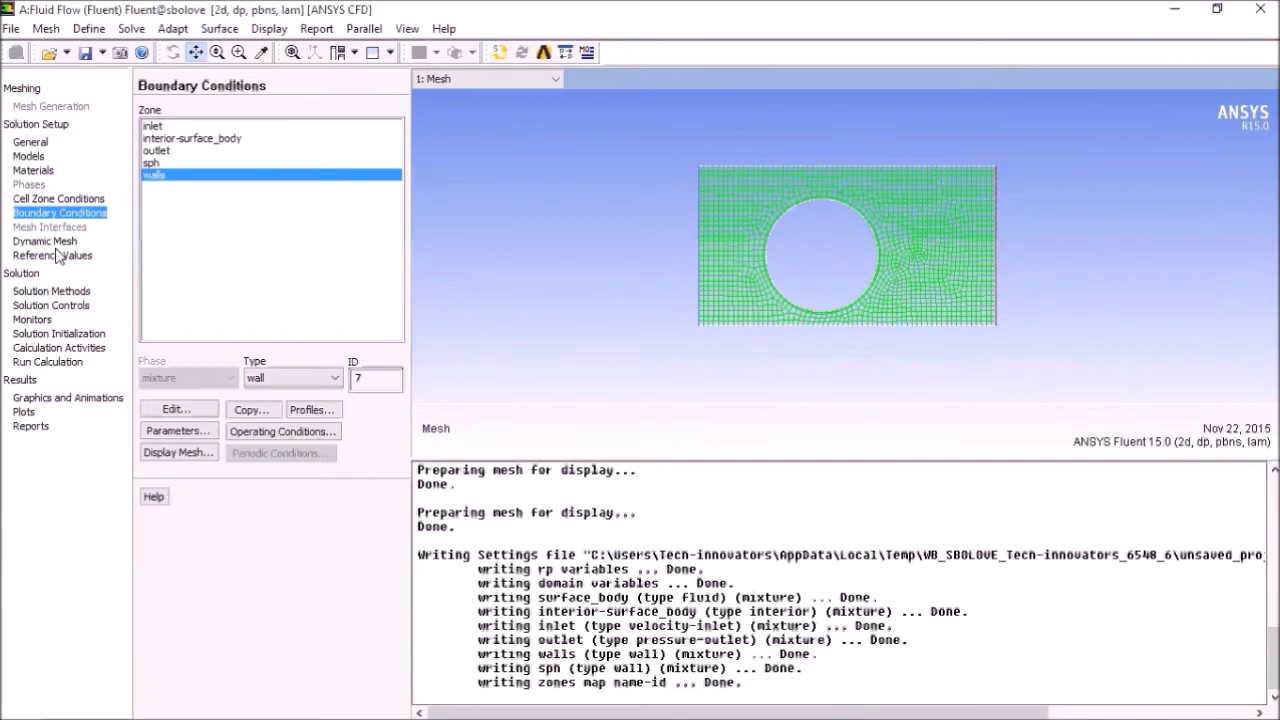 A:Fluid Flow (Fluent) Fluent@sbolove [2d, dp, pbns, lam] [ANSYS CFD]
File Mesh Define Solve Adapt Surface Display Report Parallel View Help
Meshing
Mesh Generation
Solution Setup
General
Models
Materials
Phases
Cell Zone Conditions
Boundary Conditions
Mesh Interfaces
Dynamic Mesh
Reference Values
Solution
Solution Methods
Solution Controls
Monitors
Solution Initialization
Calculation Activities
Run Calculation
Results
Graphics and Animations
Plots
Reports
Boundary Conditions
Zone
inlet
interior-surface_body
outlet
sph
walls
Phase Type ID
mixture wall 7
Edit... Copy... Profiles...
Parameters... Operating Conditions...
Display Mesh... Periodic Conditions...
Help
1: Mesh
ANSYS
R15.0
Mesh
Nov 22, 2015
ANSYS Fluent 15.0 (2d, dp, pbns, lam)
Preparing mesh for display...
Done.
Preparing mesh for display...
Done.
Writing Settings file "C:\Users\Tech-innovators\AppData\Local\Temp\WB_SBOLOVE_Tech-innovators_6548_6\unsaved_pro
writing rp variables ... Done.
writing domain variables ... Done.
writing surface_body (type fluid) (mixture) ... Done.
writing interior-surface_body (type interior) (mixture) ... Done.
writing inlet (type velocity-inlet) (mixture) ... Done.
writing outlet (type pressure-outlet) (mixture) ... Done.
writing walls (type wall) (mixture) ... Done.
writing sph (type wall) (mixture) ... Done.
writing zones map name-id ... Done.